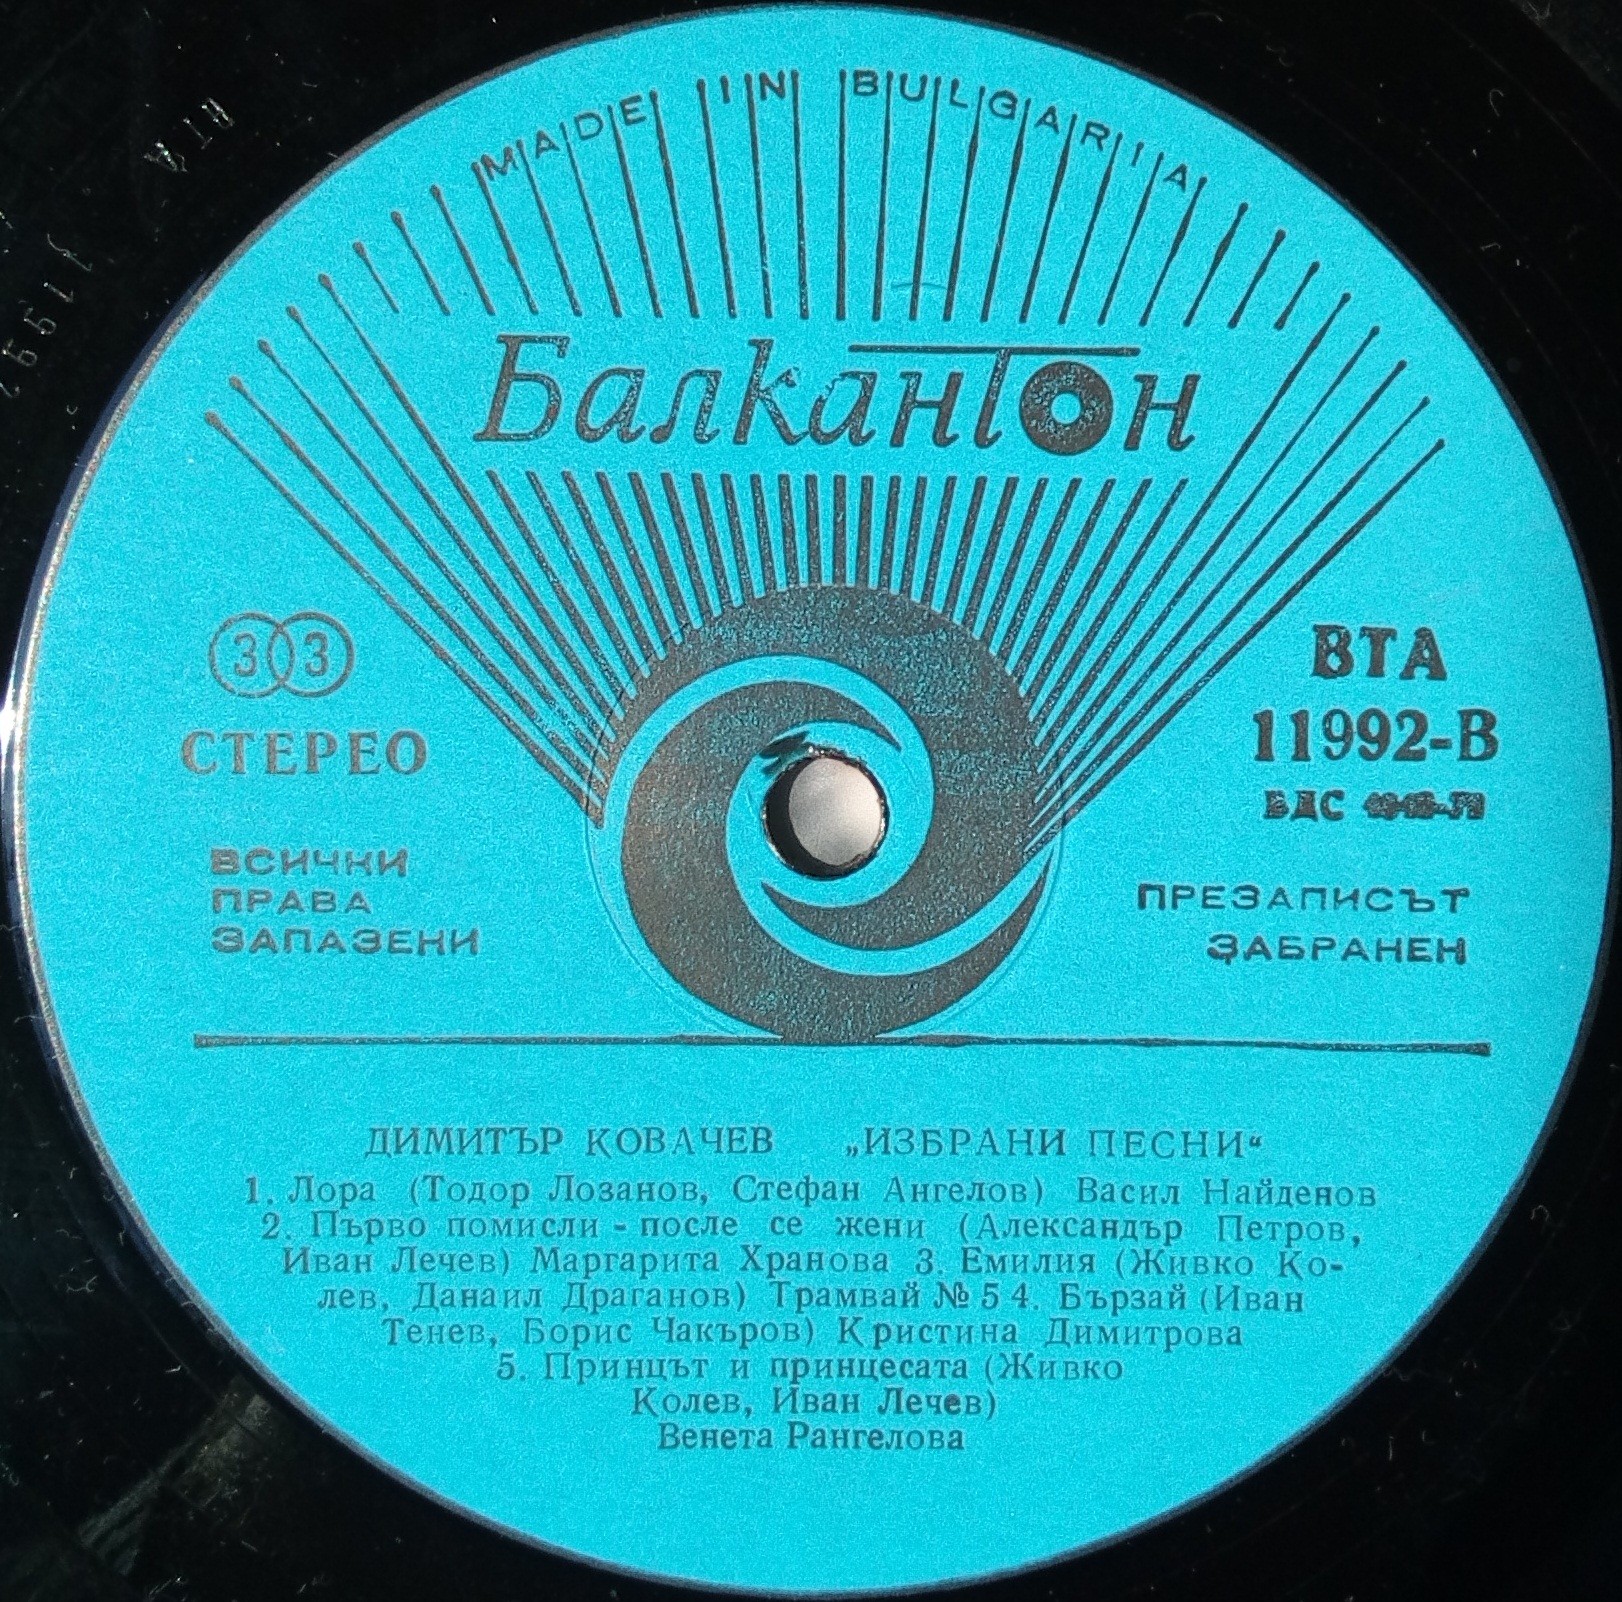 MADE IN BULGARIA
Балкантон
33
СТЕРЕО
ВСИЧКИ
ПРАВА
ЗАПАЗЕНИ
ВТА
11992-В
БДС
ПРЕЗАПИСЪТ
ЗАБРАНЕН
ДИМИТЪР КОВАЧЕВ „ИЗБРАНИ ПЕСНИ“
1. Лора (Тодор Лозанов, Стефан Ангелов) Васил Найденов
2. Първо помисли - после се жени (Александър Петров,
Иван Лечев) Маргарита Хранова 3. Емилия (Живко Ко-
лев, Данаил Драганов) Трамвай № 5 4. Бързай (Иван
Тенев, Борис Чакъров) Кристина Димитрова
5. Принцът и принцесата (Живко
Колев, Иван Лечев)
Венета Рангелова